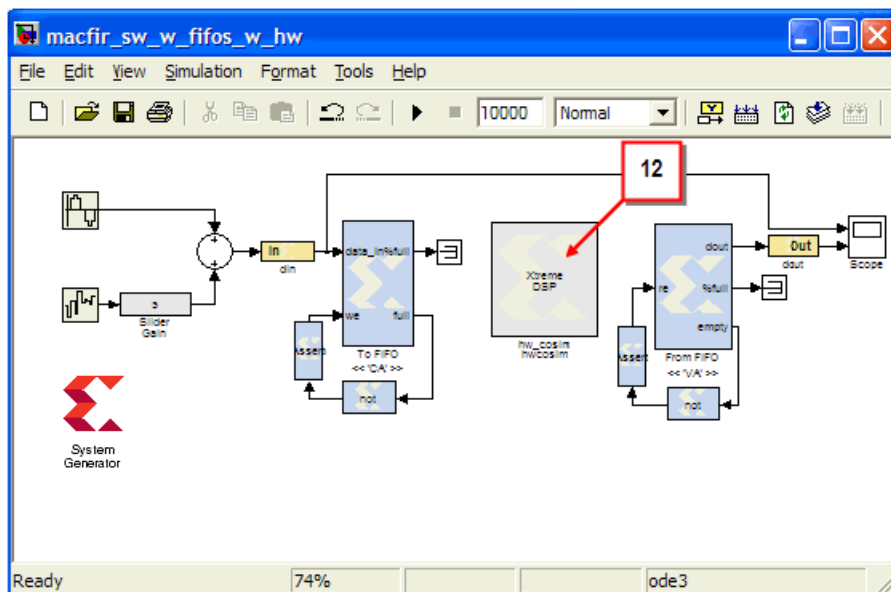 macfir_sw_w_fifos_w_hw
File Edit View Simulation Format Tools Help
10000 Normal
12
In
din
data_in %full
we full
To FIFO
<< 'CA' >>
Assert
not
s
Slider
Gain
Xtreme
DSP
hw_cosim
hwcosim
dout
re %full
empty
From FIFO
<< 'VA' >>
Assert
not
Out
dout
Scope
System
Generator
Ready 74% ode3